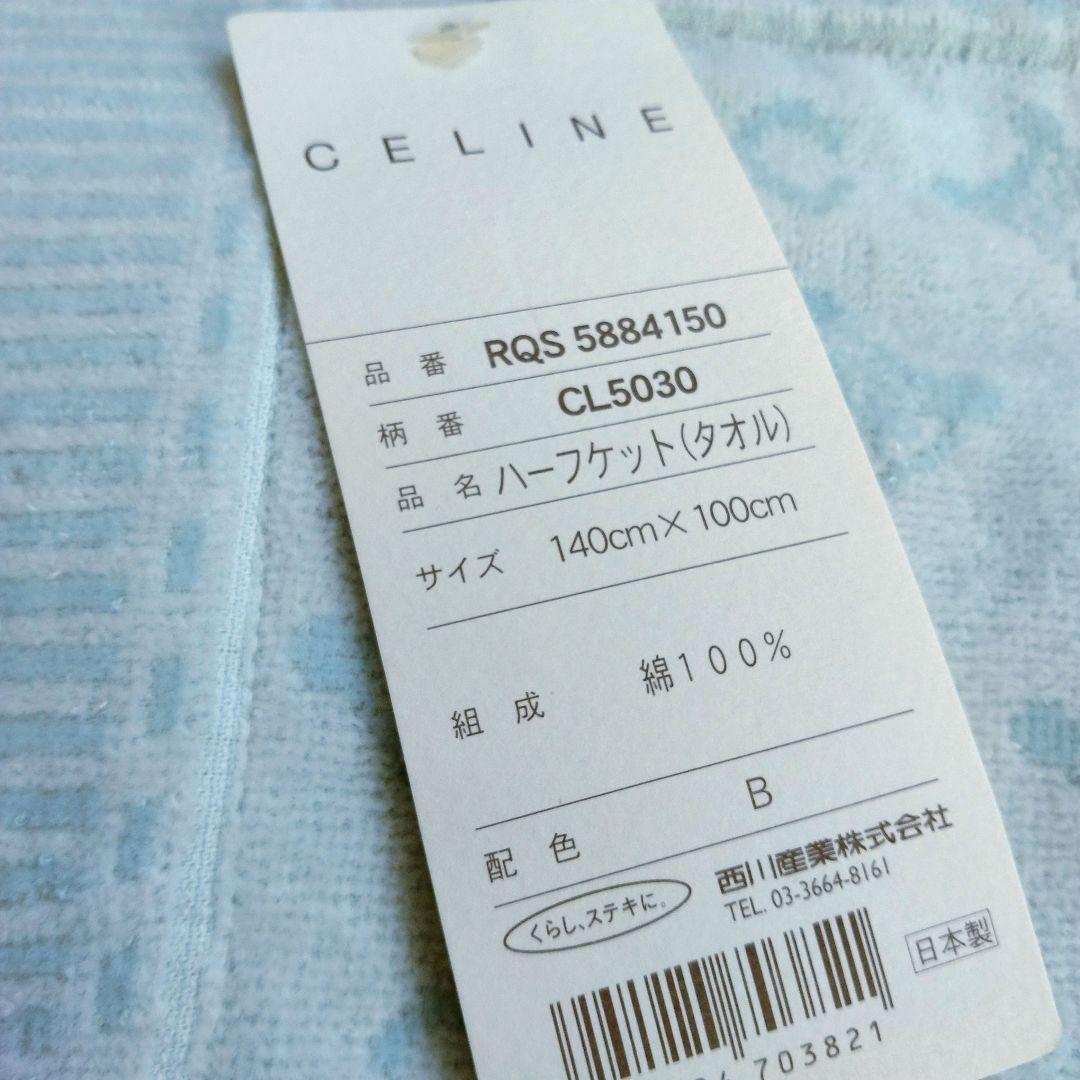 CELINE
品番 RQS 5884150
柄番 CL5030
品名 ハーフケット(タオル)
サイズ 140cm×100cm
組成 綿100%
配色 B
くらし、ステキに。
西川産業株式会社
TEL. 03-3664-8161
日本製
703821